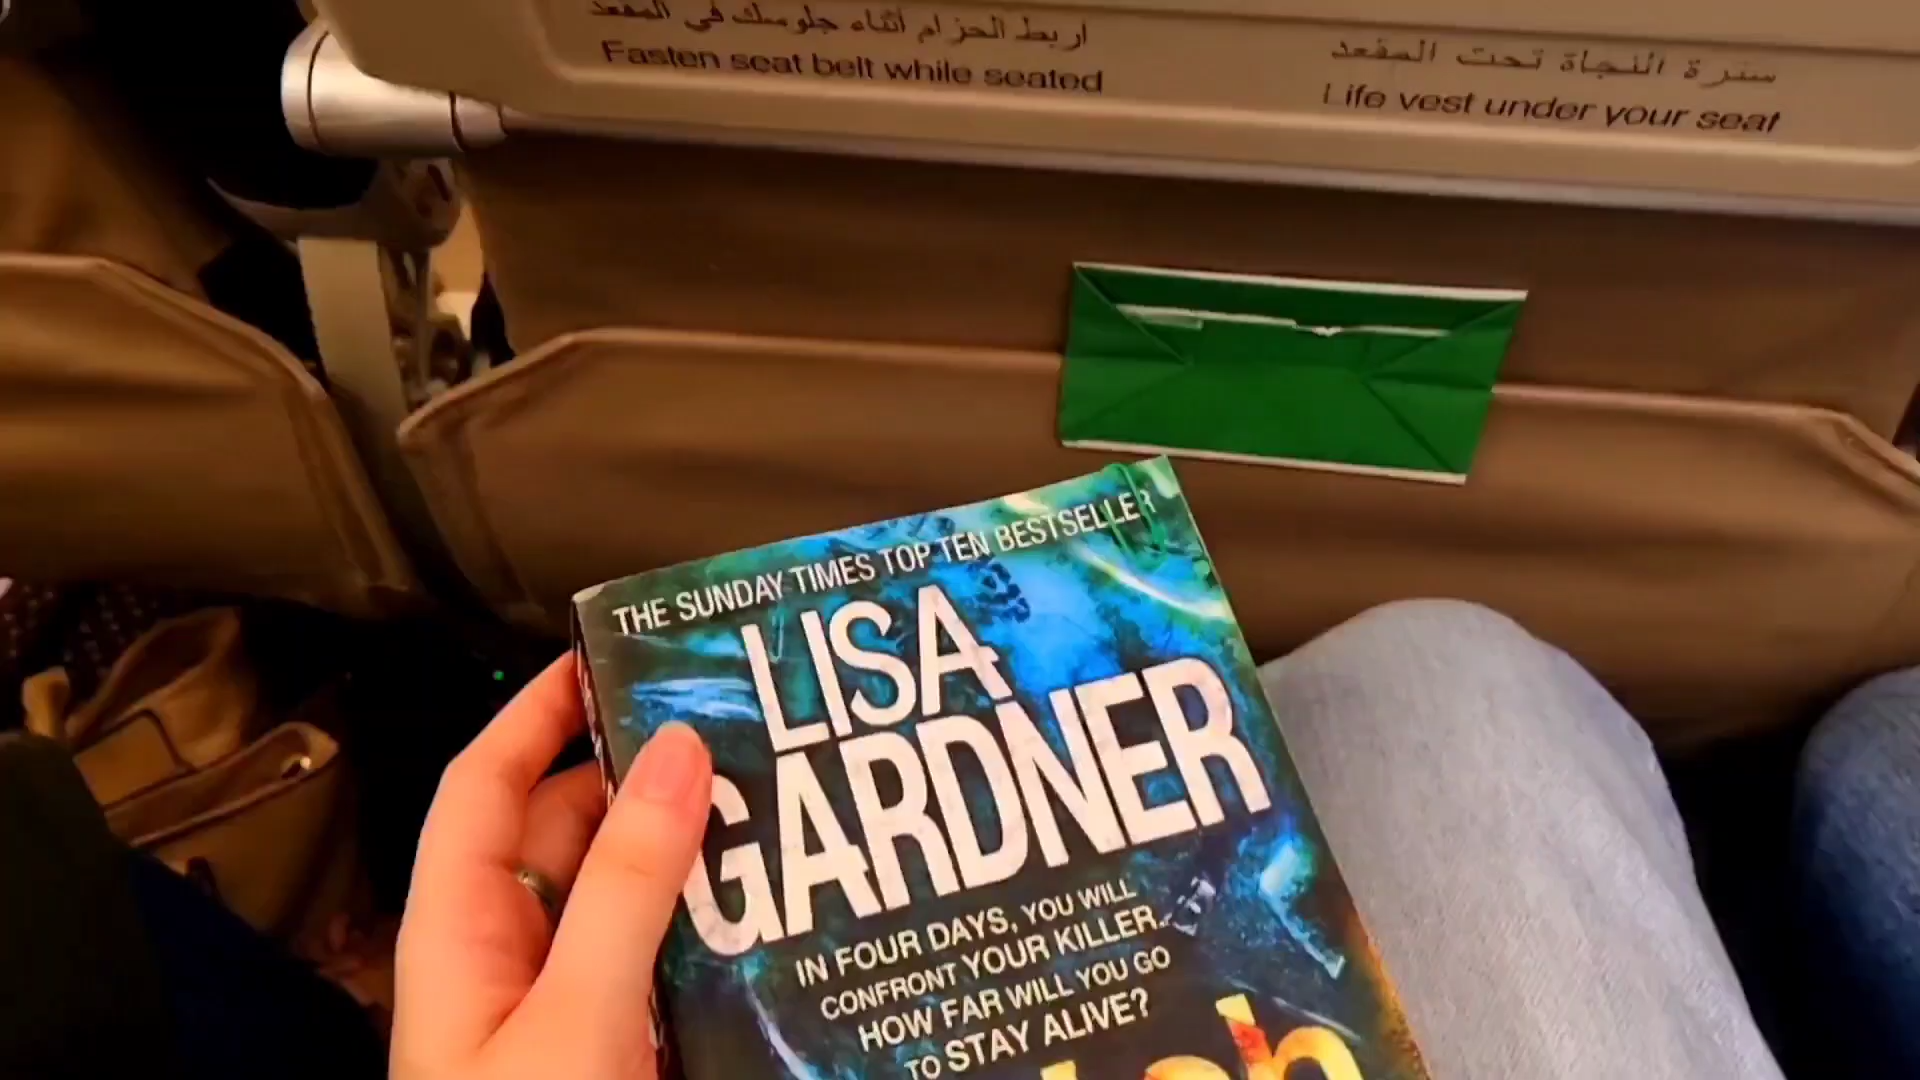 اربط الحزام أثناء جلوسك في المقعد
Fasten seat belt while seated
سترة النجاة تحت المقعد
Life vest under your seat
THE SUNDAY TIMES TOP TEN BESTSELLER
LISA
GARDNER
IN FOUR DAYS, YOU WILL
CONFRONT YOUR KILLER.
HOW FAR WILL YOU GO
TO STAY ALIVE?